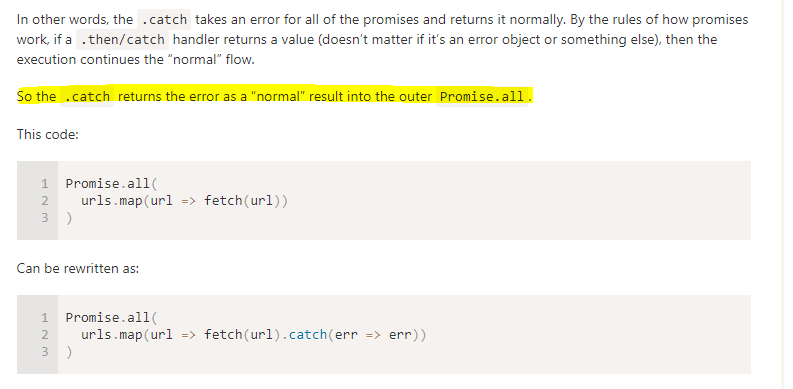 In other words, the .catch takes an error for all of the promises and returns it normally. By the rules of how promises
work, if a .then/catch handler returns a value (doesn't matter if it's an error object or something else), then the
execution continues the "normal" flow.
So the .catch returns the error as a "normal" result into the outer Promise.all.
This code:
1 Promise.all(
2   urls.map(url => fetch(url))
3 )
Can be rewritten as:
1 Promise.all(
2   urls.map(url => fetch(url).catch(err => err))
3 )